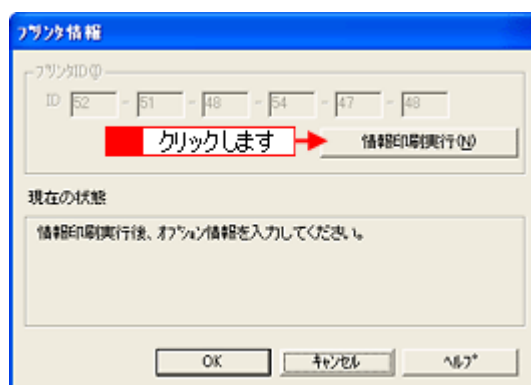 プリンタ情報
プリンタID(I)
ID 52 - 51 - 48 - 54 - 47 - 48
クリックします 情報印刷実行(N)
現在の状態
情報印刷実行後、オプション情報を入力してください。
OK キャンセル ヘルプ